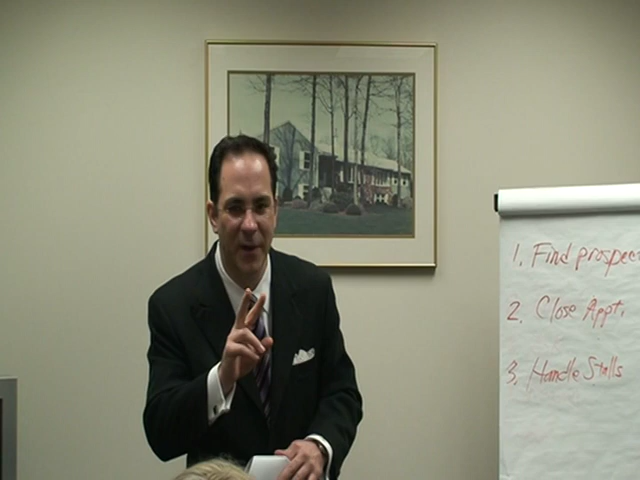 1. Find prospec
2. Close Appt.
3. Handle Stalls